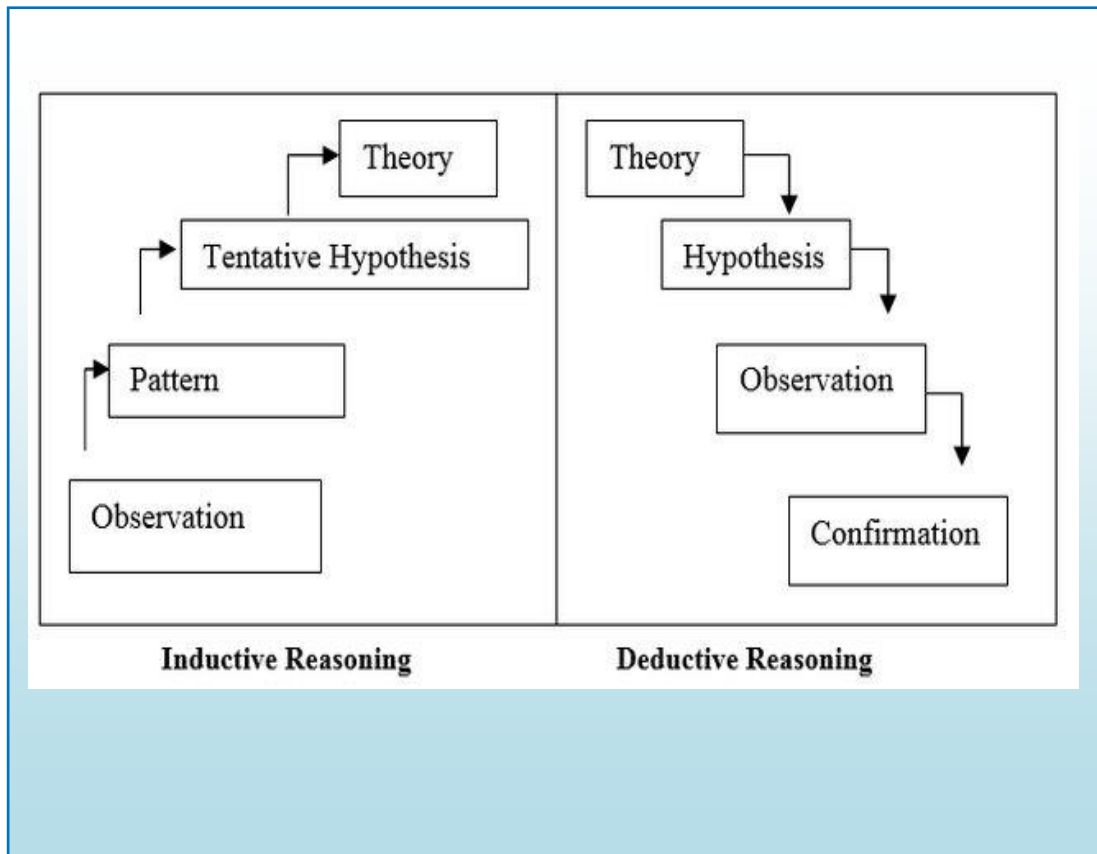 Theory
Tentative Hypothesis
Pattern
Observation
Theory
Hypothesis
Observation
Confirmation
Inductive Reasoning
Deductive Reasoning